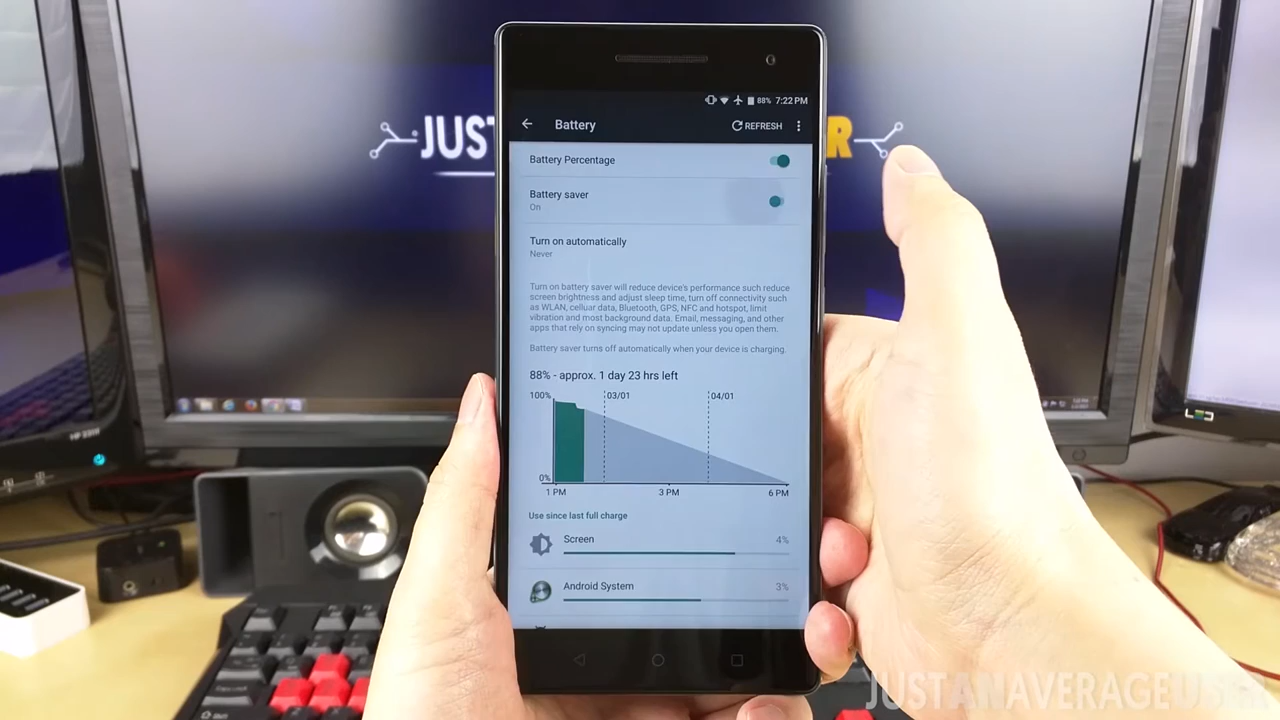 88% 7:22 PM
Battery
REFRESH
JUS
R
Battery Percentage
Battery saver
On
Turn on automatically
Never
Turn on battery saver will reduce device's performance such reduce
screen brightness and adjust sleep time, turn off connectivity such
as WLAN, celluar data, Bluetooth, GPS, NFC and hotspot, limit
vibration and most background data. Email, messaging, and other
apps that rely on syncing may not update unless you open them.
Battery saver turns off automatically when your device is charging.
88% - approx. 1 day 23 hrs left
100%
03/01
04/01
0%
1 PM
3 PM
6 PM
Use since last full charge
Screen
4%
Android System
3%
JUSTANAVERAGEUSER